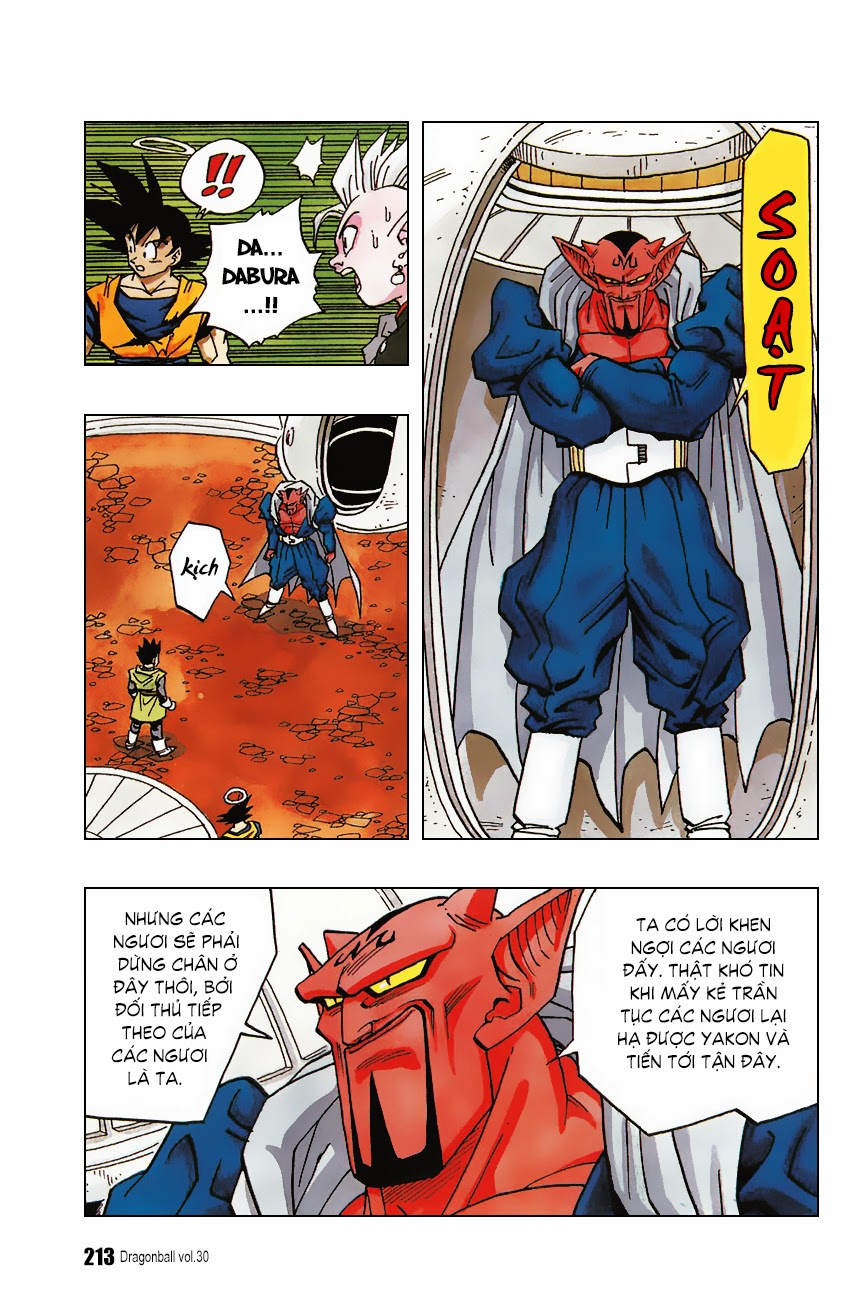 SOẠT
!!
DA...
DABURA
...!!
kịch
TA CÓ LỜI KHEN
NGỢI CÁC NGƯƠI
ĐẤY. THẬT KHÓ TIN
KHI MẤY KẺ TRẦN
TỤC CÁC NGƯƠI LẠI
HẠ ĐƯỢC YAKON VÀ
TIẾN TỚI TẬN ĐÂY.
NHƯNG CÁC
NGƯƠI SẼ PHẢI
DỪNG CHÂN Ở
ĐÂY THÔI, BỞI
ĐỐI THỦ TIẾP
THEO CỦA
CÁC NGƯƠI
LÀ TA.
213 Dragonball vol.30